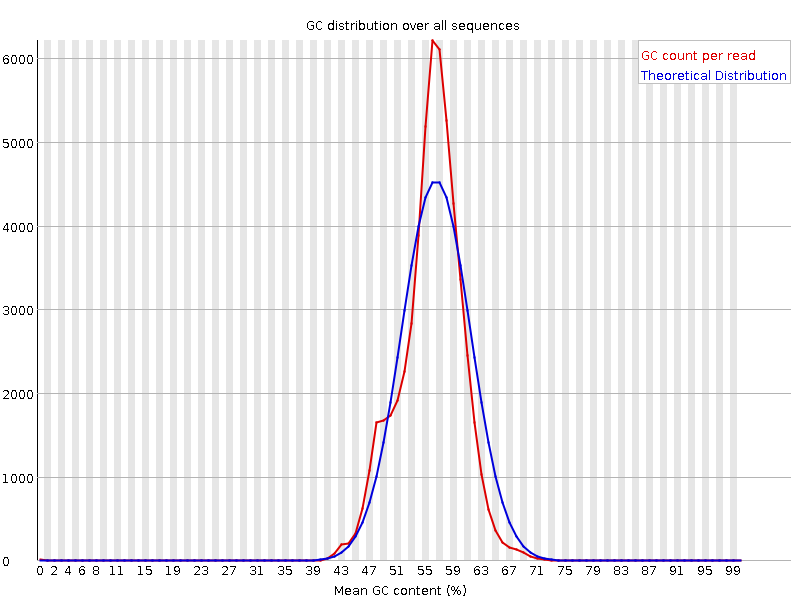 GC distribution over all sequences
GC count per read
Theoretical Distribution
6000
5000
4000
3000
2000
1000
0
0 2 4 6 8 11 15 19 23 27 31 35 39 43 47 51 55 59 63 67 71 75 79 83 87 91 95 99
Mean GC content (%)